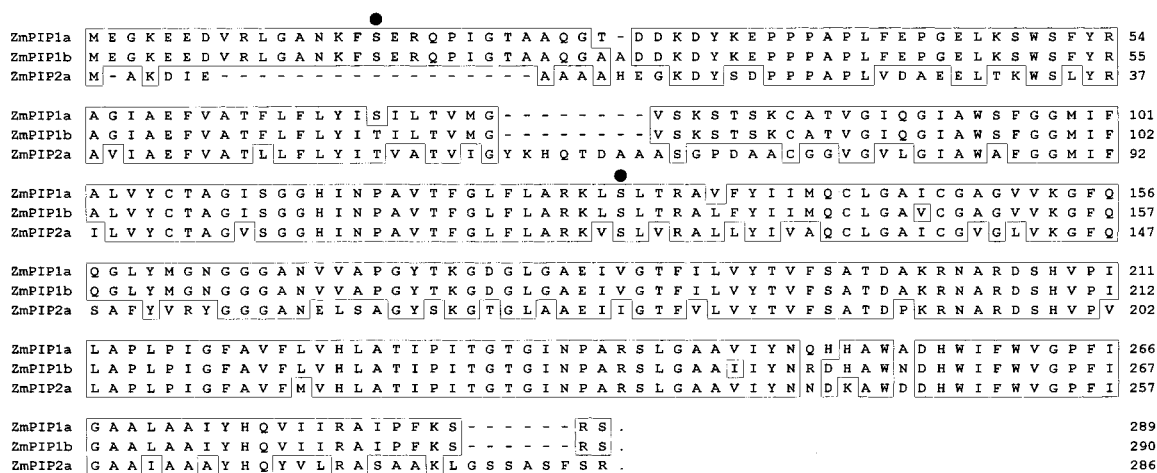 ZmPIP1a M E G K E E D V R L G A N K F S E R Q P I G T A A Q G T - D D K D Y K E P P P A P L F E P G E L K S W S F Y R 54
ZmPIP1b M E G K E E D V R L G A N K F S E R Q P I G T A A Q G A A D D K D Y K E P P P A P L F E P G E L K S W S F Y R 55
ZmPIP2a M - A K D I E - - - - - - - - - - - - - - - - - A A A A H E G K D Y S D P P P A P L V D A E E L T K W S L Y R 37
ZmPIP1a A G I A E F V A T F L F L Y I S I L T V M G - - - - - - - - V S K S T S K C A T V G I Q G I A W S F G G M I F 101
ZmPIP1b A G I A E F V A T F L F L Y I T I L T V M G - - - - - - - - V S K S T S K C A T V G I Q G I A W S F G G M I F 102
ZmPIP2a A V I A E F V A T L L F L Y I T V A T V I G Y K H Q T D A A A S G P D A A C G G V G V L G I A W A F G G M I F 92
ZmPIP1a A L V Y C T A G I S G G H I N P A V T F G L F L A R K L S L T R A V F Y I I M Q C L G A I C G A G V V K G F Q 156
ZmPIP1b A L V Y C T A G I S G G H I N P A V T F G L F L A R K L S L T R A L F Y I I M Q C L G A V C G A G V V K G F Q 157
ZmPIP2a I L V Y C T A G V S G G H I N P A V T F G L F L A R K V S L V R A L L Y I V A Q C L G A I C G V G L V K G F Q 147
ZmPIP1a Q G L Y M G N G G G A N V V A P G Y T K G D G L G A E I V G T F I L V Y T V F S A T D A K R N A R D S H V P I 211
ZmPIP1b Q G L Y M G N G G G A N V V A P G Y T K G D G L G A E I V G T F I L V Y T V F S A T D A K R N A R D S H V P I 212
ZmPIP2a S A F Y V R Y G G G A N E L S A G Y S K G T G L A A E I I G T F V L V Y T V F S A T D P K R N A R D S H V P V 202
ZmPIP1a L A P L P I G F A V F L V H L A T I P I T G T G I N P A R S L G A A V I Y N Q H H A W A D H W I F W V G P F I 266
ZmPIP1b L A P L P I G F A V F L V H L A T I P I T G T G I N P A R S L G A A I I Y N R D H A W N D H W I F W V G P F I 267
ZmPIP2a L A P L P I G F A V F M V H L A T I P I T G T G I N P A R S L G A A V I Y N N D K A W D D H W I F W V G P F I 257
ZmPIP1a G A A L A A I Y H Q V I I R A I P F K S - - - - - - R S . 289
ZmPIP1b G A A L A A I Y H Q V I I R A I P F K S - - - - - - R S . 290
ZmPIP2a G A A I A A A Y H Q Y V L R A S A A K L G S S A S F S R . 286